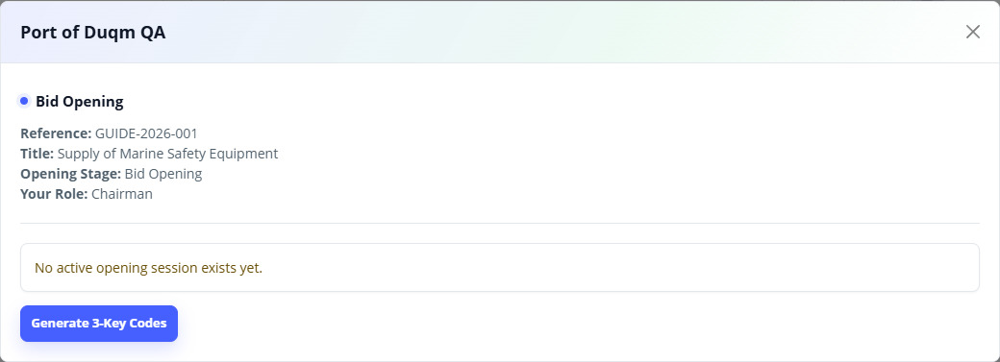 Port of Duqm QA
Bid Opening
Reference: GUIDE-2026-001
Title: Supply of Marine Safety Equipment
Opening Stage: Bid Opening
Your Role: Chairman
No active opening session exists yet.
Generate 3-Key Codes